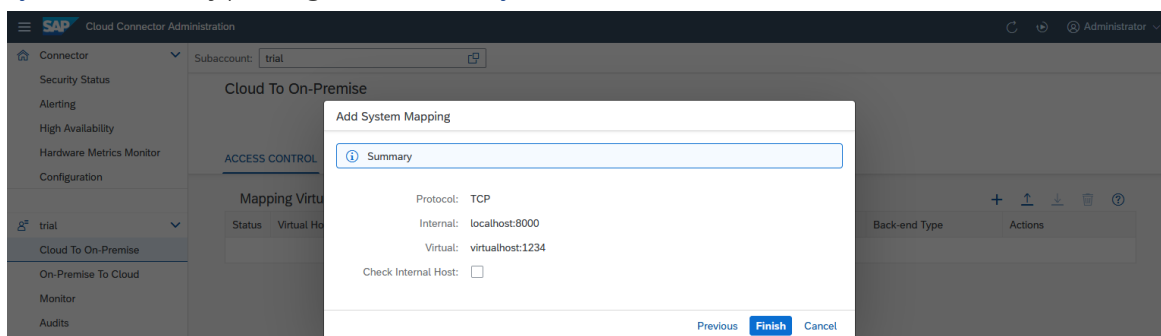 SAP Cloud Connector Administration
Administrator
Connector
Subaccount: trial
Security Status
Cloud To On-Premise
Alerting
Add System Mapping
High Availability
Hardware Metrics Monitor
ACCESS CONTROL
Summary
Configuration
Mapping Virtu
Protocol: TCP
trial
Status Virtual Ho
Internal: localhost:8000
Back-end Type Actions
Cloud To On-Premise
Virtual: virtualhost:1234
On-Premise To Cloud
Check Internal Host:
Monitor
Audits
Previous Finish Cancel